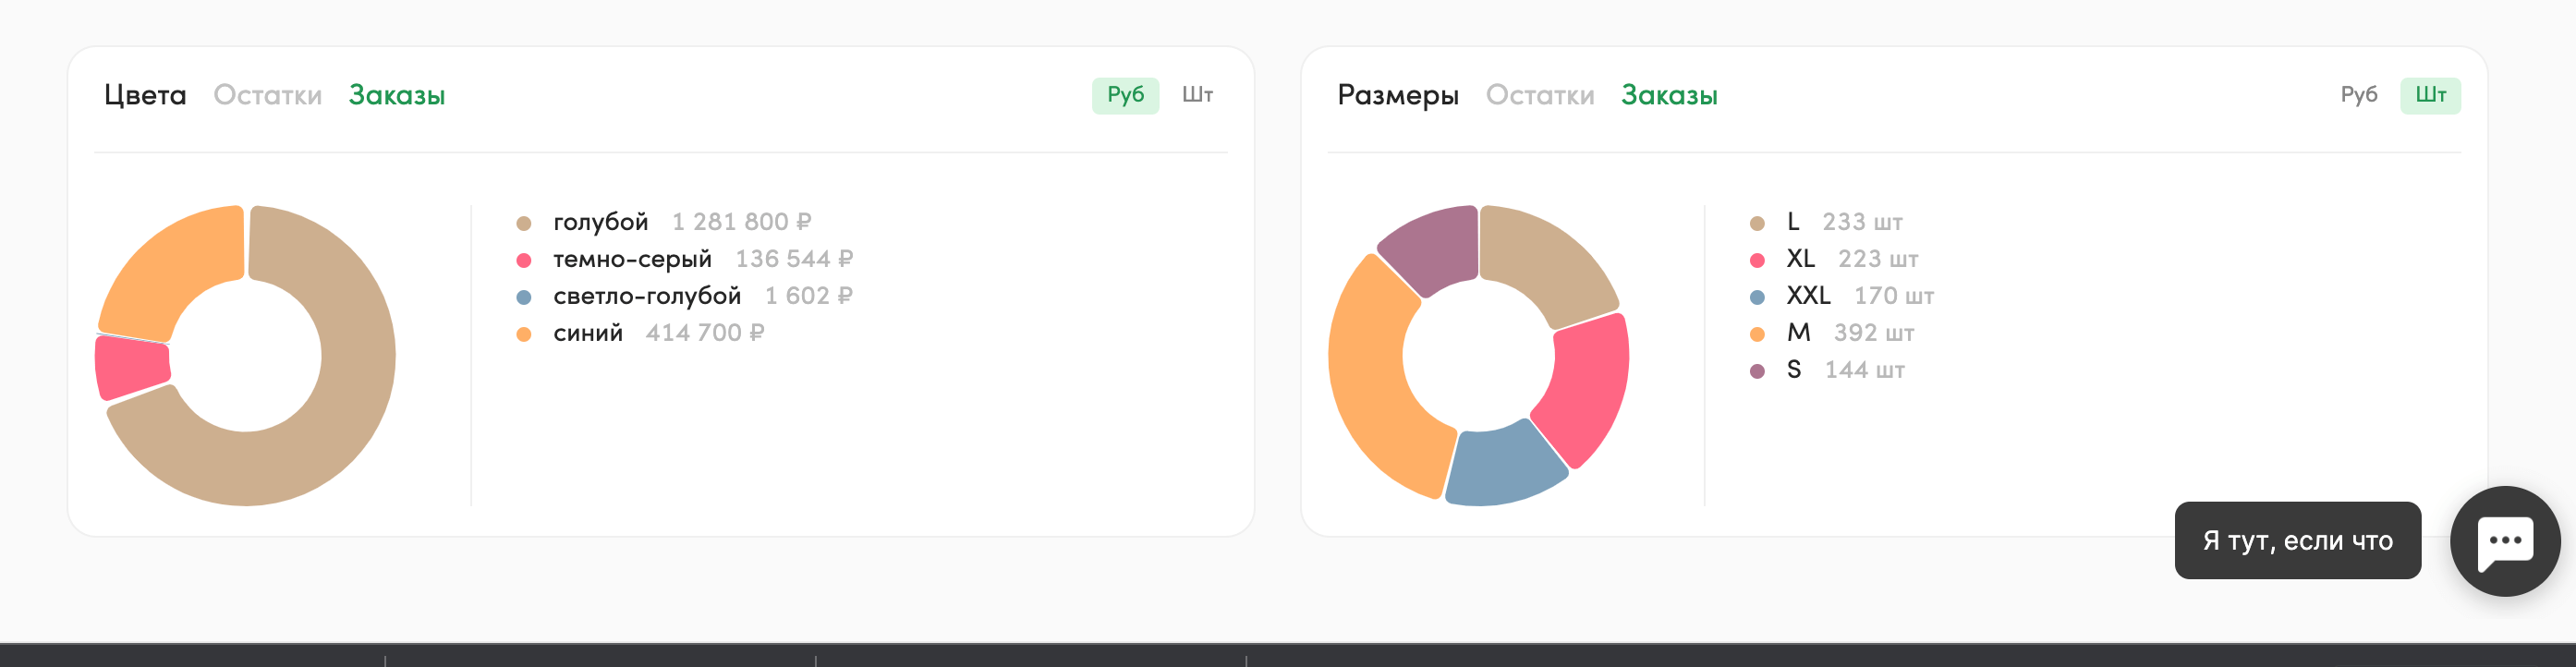 Цвета Остатки Заказы Руб Шт
голубой 1 281 800 ₽
темно-серый 136 544 ₽
светло-голубой 1 602 ₽
синий 414 700 ₽
Размеры Остатки Заказы Руб Шт
L 233 шт
XL 223 шт
XXL 170 шт
M 392 шт
S 144 шт
Я тут, если что